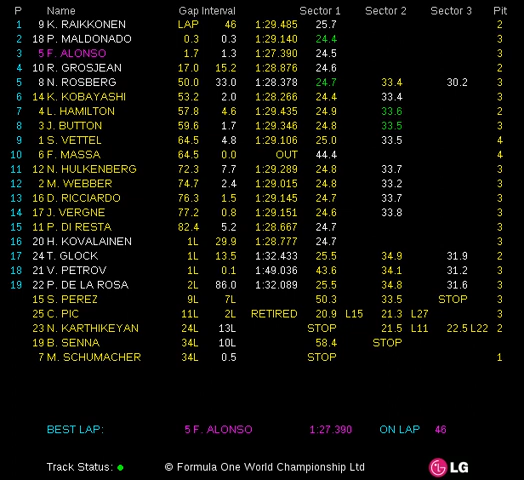 P Name Gap Interval Sector 1 Sector 2 Sector 3 Pit
1 9 K. RAIKKONEN LAP 46 1:29.485 25.7 2
2 18 P. MALDONADO 0.3 0.3 1:29.140 24.4 3
3 5 F. ALONSO 1.7 1.3 1:27.390 24.5 3
4 10 R. GROSJEAN 17.0 15.2 1:28.876 24.6 2
5 8 N. ROSBERG 50.0 33.0 1:28.378 24.7 33.4 30.2 3
6 14 K. KOBAYASHI 53.2 2.0 1:28.266 24.4 33.4 3
7 4 L. HAMILTON 57.8 4.6 1:29.435 24.9 33.6 2
8 3 J. BUTTON 59.6 1.7 1:29.346 24.8 33.5 3
9 1 S. VETTEL 64.5 4.8 1:29.106 25.0 33.5 4
10 6 F. MASSA 64.5 0.0 OUT 44.4 4
11 12 N. HULKENBERG 72.3 7.7 1:29.289 24.8 33.7 3
12 2 M. WEBBER 74.7 2.4 1:29.015 24.8 33.2 3
13 16 D. RICCIARDO 76.3 1.5 1:29.145 24.7 33.7 3
14 17 J. VERGNE 77.2 0.8 1:29.151 24.6 33.8 3
15 11 P. DI RESTA 82.4 5.2 1:28.667 24.7 3
16 20 H. KOVALAINEN 1L 29.9 1:28.777 24.7 3
17 24 T. GLOCK 1L 13.5 1:32.433 25.5 34.9 31.9 2
18 21 V. PETROV 1L 0.1 1:49.036 43.6 34.1 31.2 3
19 22 P. DE LA ROSA 2L 86.0 1:32.089 25.5 34.8 31.6 3
15 S. PEREZ 9L 7L 50.3 33.5 STOP 3
25 C. PIC 11L 2L RETIRED 20.9 L15 21.3 L27 3
23 N. KARTHIKEYAN 24L 13L STOP 21.5 L11 22.5 L22 2
19 B. SENNA 34L 10L 58.4 STOP
7 M. SCHUMACHER 34L 0.5 STOP 1
BEST LAP: 5 F. ALONSO 1:27.390 ON LAP 46
Track Status: © Formula One World Championship Ltd LG